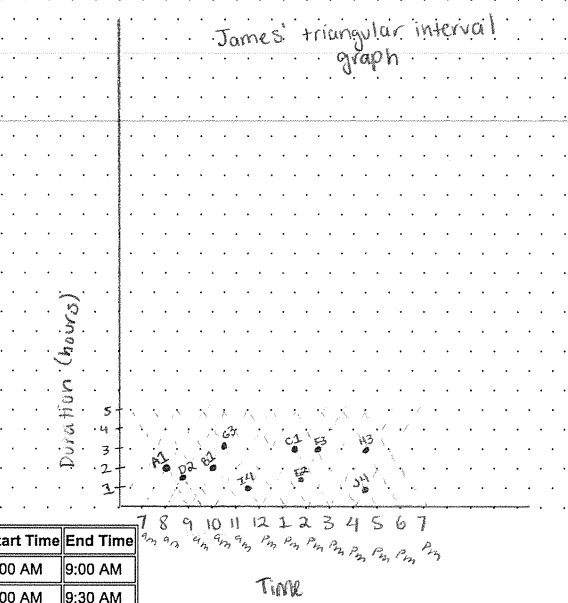 James' triangular interval
graph
Duration (hours)
5
4
3
2
1
A1
D2
B1
G3
I4
C1
F3
E2
H3
J4
7 8 9 10 11 12 1 2 3 4 5 6 7
am am am am am pm pm pm pm pm pm pm pm
Time
art Time End Time
00 AM 9:00 AM
00 AM 9:30 AM